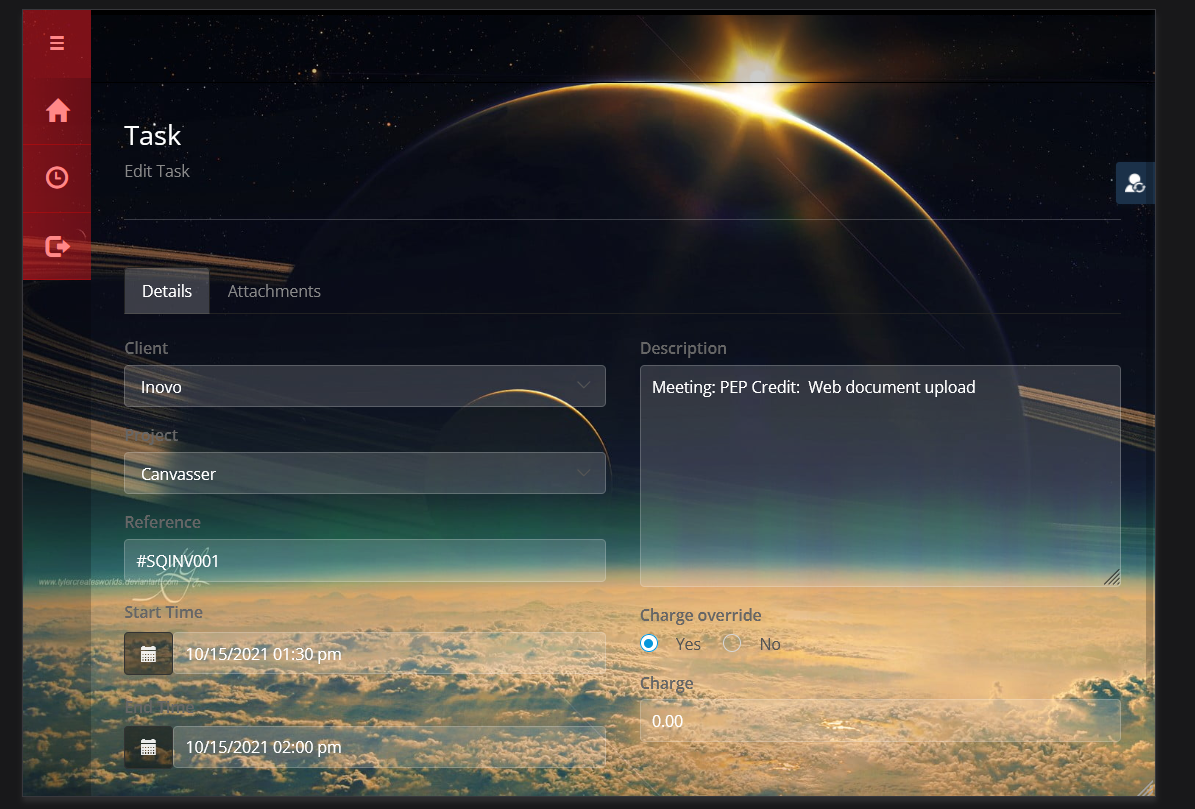 Task
Edit Task
Details
Attachments
Client
Inovo
Project
Canvasser
Reference
#SQINV001
www.tylercreatesworlds.deviantart.com
Start Time
10/15/2021 01:30 pm
End Time
10/15/2021 02:00 pm
Description
Meeting: PEP Credit:  Web document upload
Charge override
Yes
No
Charge
0.00